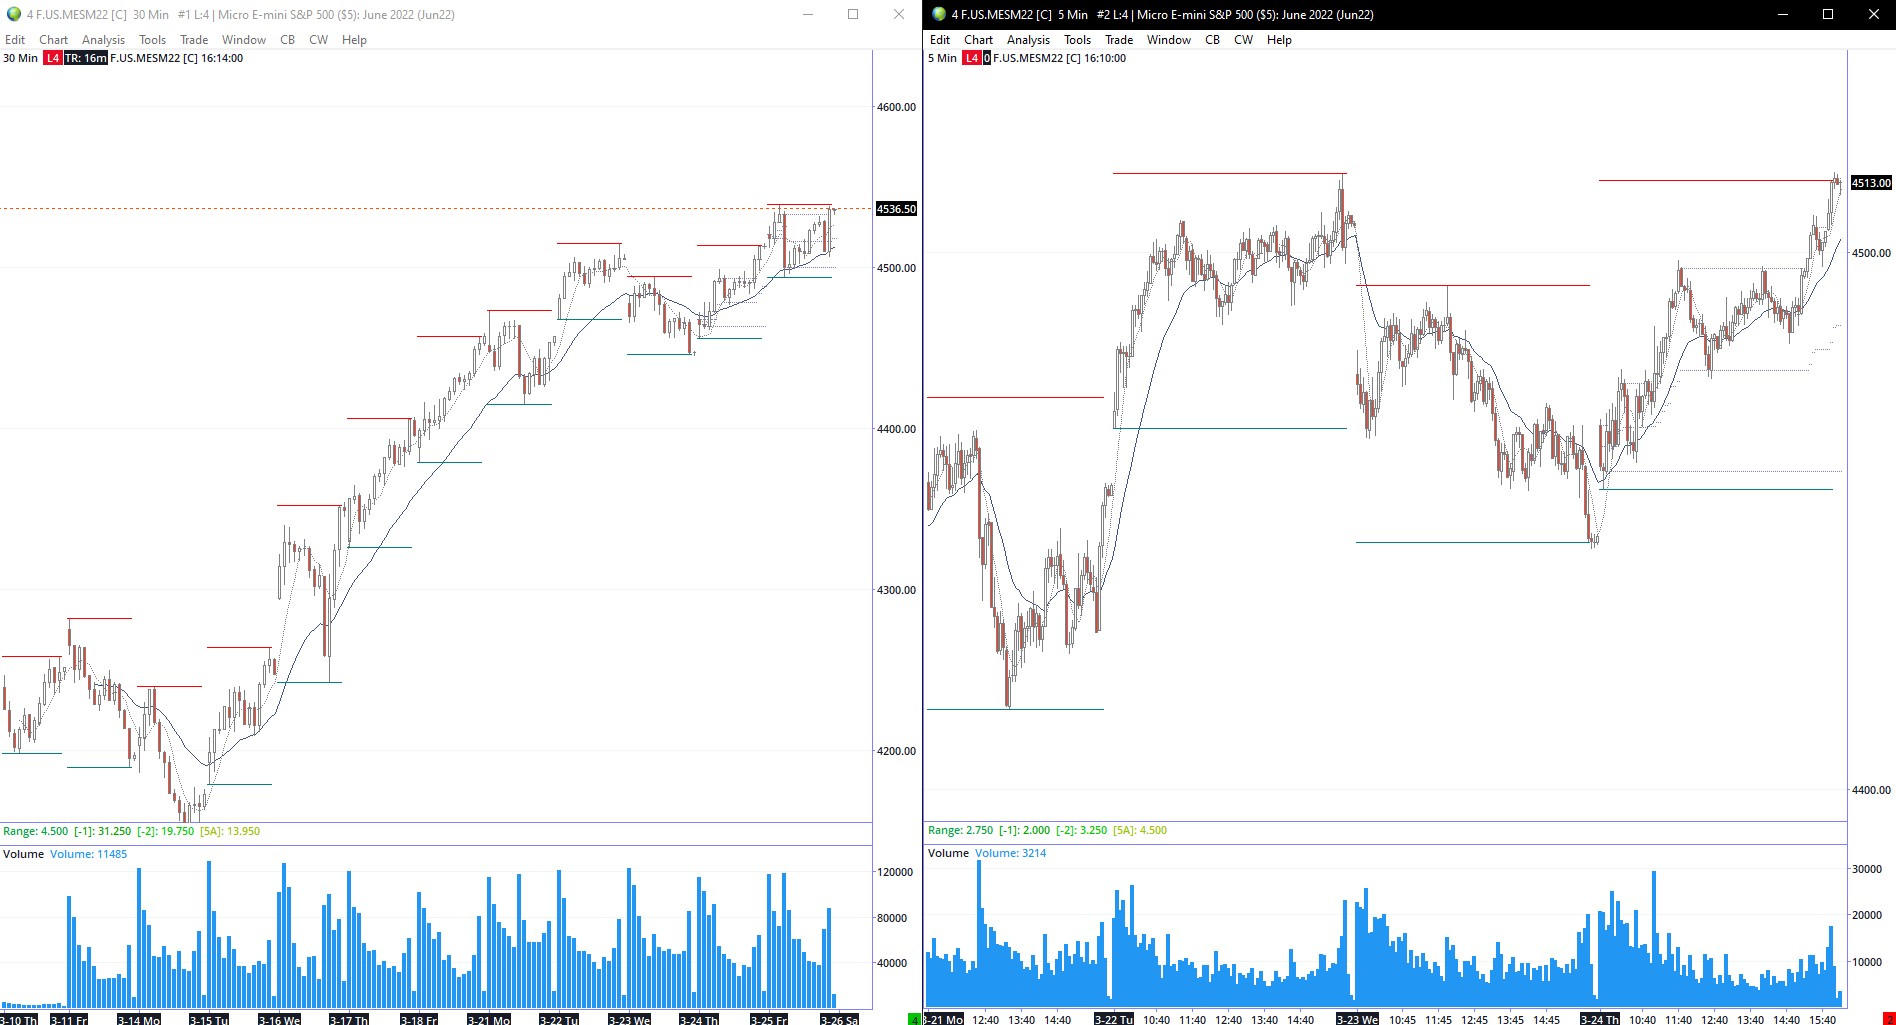 4 F.US.MESM22 [C] 30 Min #1 L:4 | Micro E-mini S&P 500 ($5): June 2022 (Jun22)
Edit Chart Analysis Tools Trade Window CB CW Help
30 Min L4 TR: 16m F.US.MESM22 [C] 16:14:00
4600.00
4536.50
4500.00
4400.00
4300.00
4200.00
Range: 4.500 [-1]: 31.250 [-2]: 19.750 [5A]: 13.950
Volume Volume: 11485
120000
80000
40000
3-10 Th 3-11 Fr 3-14 Mo 3-15 Tu 3-16 We 3-17 Th 3-18 Fr 3-21 Mo 3-22 Tu 3-23 We 3-24 Th 3-25 Fr 3-26 Sa
4
4 F.US.MESM22 [C] 5 Min #2 L:4 | Micro E-mini S&P 500 ($5): June 2022 (Jun22)
Edit Chart Analysis Tools Trade Window CB CW Help
5 Min L4 0 F.US.MESM22 [C] 16:10:00
4513.00
4500.00
4400.00
Range: 2.750 [-1]: 2.000 [-2]: 3.250 [5A]: 4.500
Volume Volume: 3214
30000
20000
10000
3-21 Mo 12:40 13:40 14:40 3-22 Tu 10:40 11:40 12:40 13:40 14:40 3-23 We 10:45 11:45 12:45 13:45 14:45 3-24 Th 10:40 11:40 12:40 13:40 14:40 15:40
2